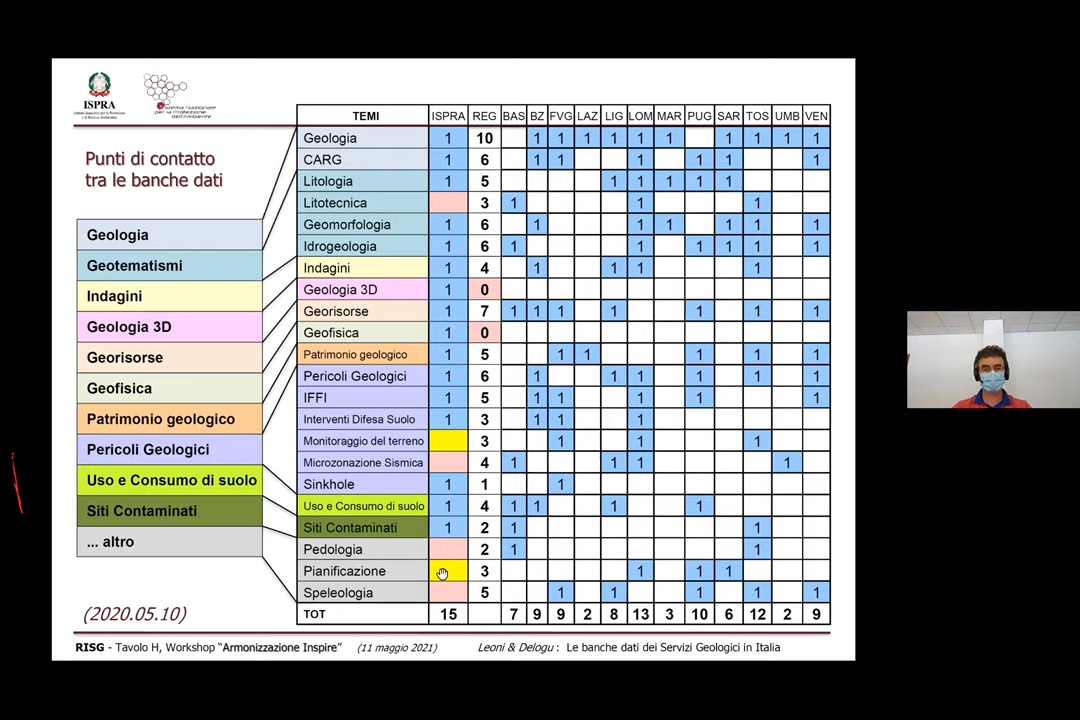 ISPRA
Sistema Nazionale
per la Protezione
dell'Ambiente
Punti di contatto
tra le banche dati
Geologia
Geotematismi
Indagini
Geologia 3D
Georisorse
Geofisica
Patrimonio geologico
Pericoli Geologici
Uso e Consumo di suolo
Siti Contaminati
... altro
(2020.05.10)
TEMI ISPRA REG BAS BZ FVG LAZ LIG LOM MAR PUG SAR TOS UMB VEN
Geologia 1 10 1 1 1 1 1 1 1 1 1 1
CARG 1 6 1 1 1 1 1 1
Litologia 1 5 1 1 1 1 1
Litotecnica 3 1 1 1
Geomorfologia 1 6 1 1 1 1 1 1
Idrogeologia 1 6 1 1 1 1 1 1
Indagini 1 4 1 1 1 1
Geologia 3D 1 0
Georisorse 1 7 1 1 1 1 1 1 1
Geofisica 1 0
Patrimonio geologico 1 5 1 1 1 1 1
Pericoli Geologici 1 6 1 1 1 1 1 1
IFFI 1 5 1 1 1 1 1
Interventi Difesa Suolo 1 3 1 1 1
Monitoraggio del terreno 3 1 1 1
Microzonazione Sismica 4 1 1 1 1
Sinkhole 1 1 1
Uso e Consumo di suolo 1 4 1 1 1 1
Siti Contaminati 1 2 1 1
Pedologia 2 1 1
Pianificazione 3 1 1 1
Speleologia 5 1 1 1 1 1
TOT 15 7 9 9 2 8 13 3 10 6 12 2 9
RISG - Tavolo H, Workshop "Armonizzazione Inspire" (11 maggio 2021) Leoni & Delogu : Le banche dati dei Servizi Geologici in Italia